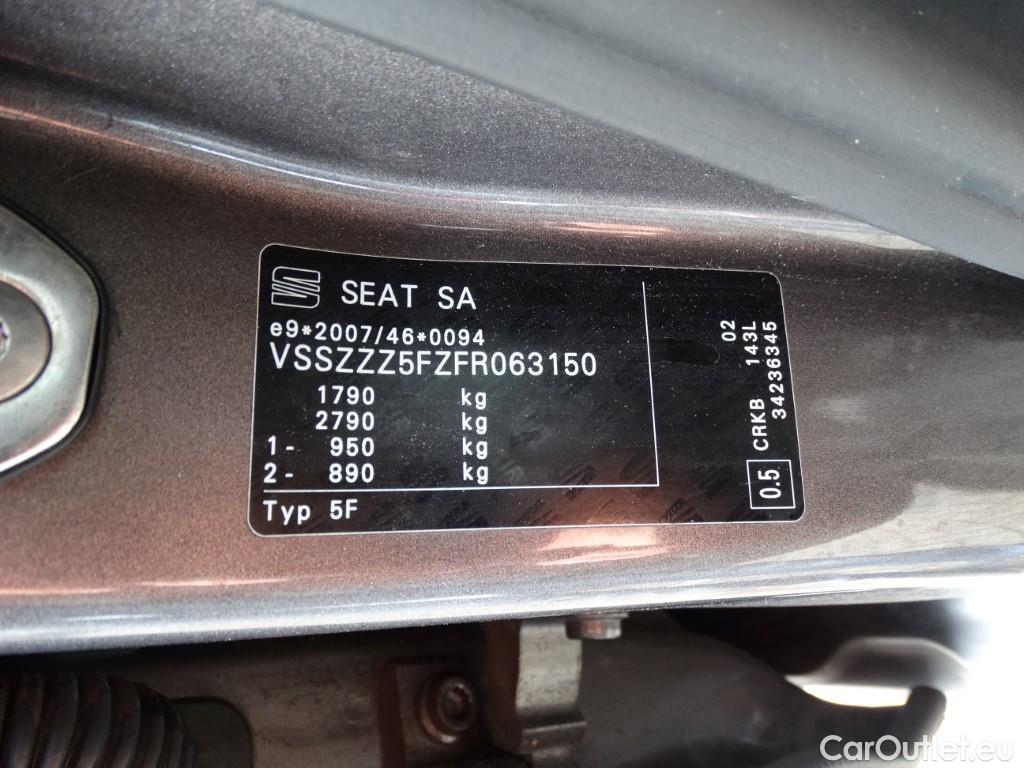 SEAT SA
e9*2007/46*0094
VSSZZZ5FZFR063150
1790 kg
2790 kg
1- 950 kg
2- 890 kg
Typ 5F
02
0.5 CRKB 143L
34236345
CarOutlet.eu